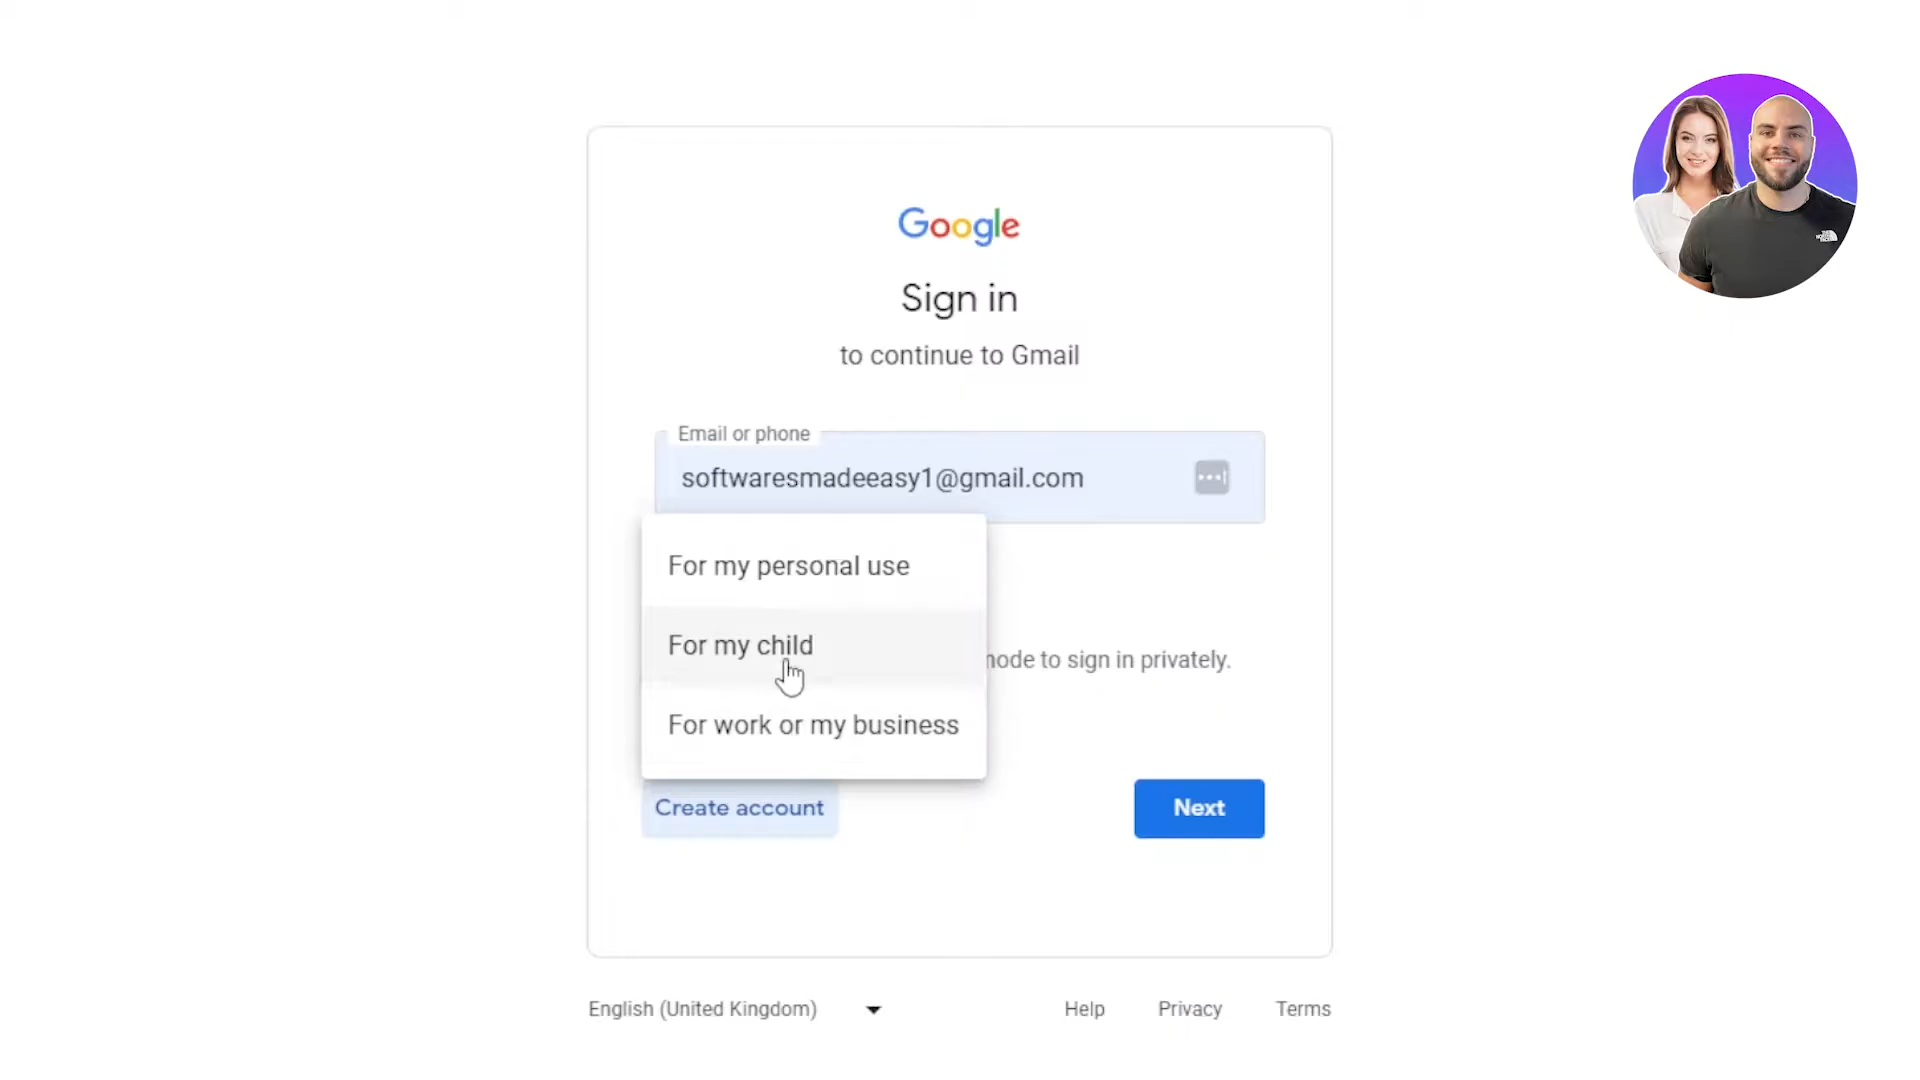 Google
Sign in
to continue to Gmail
Email or phone
softwaresmadeeasy1@gmail.com
For my personal use
For my child
mode to sign in privately.
For work or my business
Create account
Next
English (United Kingdom)
Help
Privacy
Terms